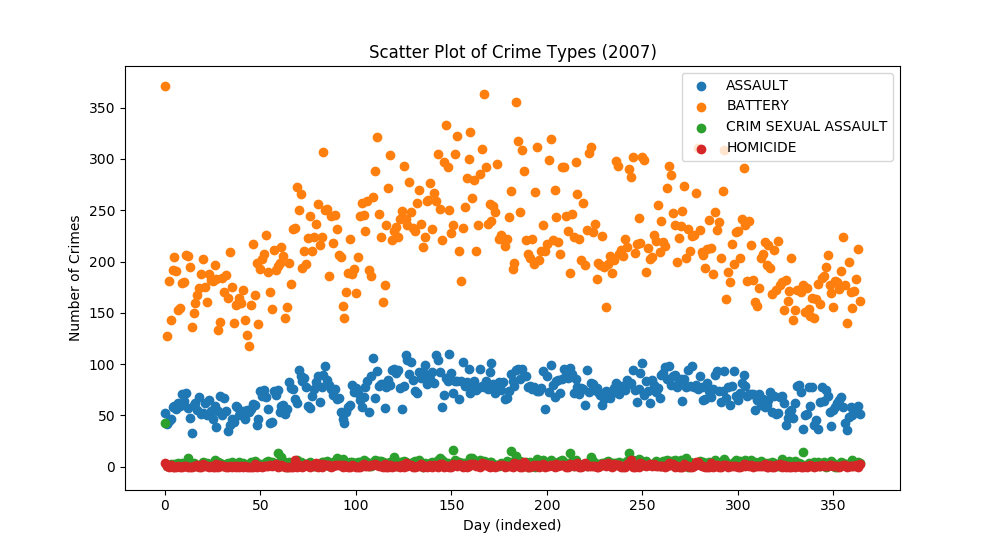 Scatter Plot of Crime Types (2007)
ASSAULT
BATTERY
CRIM SEXUAL ASSAULT
HOMICIDE
Number of Crimes
350
300
250
200
150
100
50
0
0 50 100 150 200 250 300 350
Day (indexed)